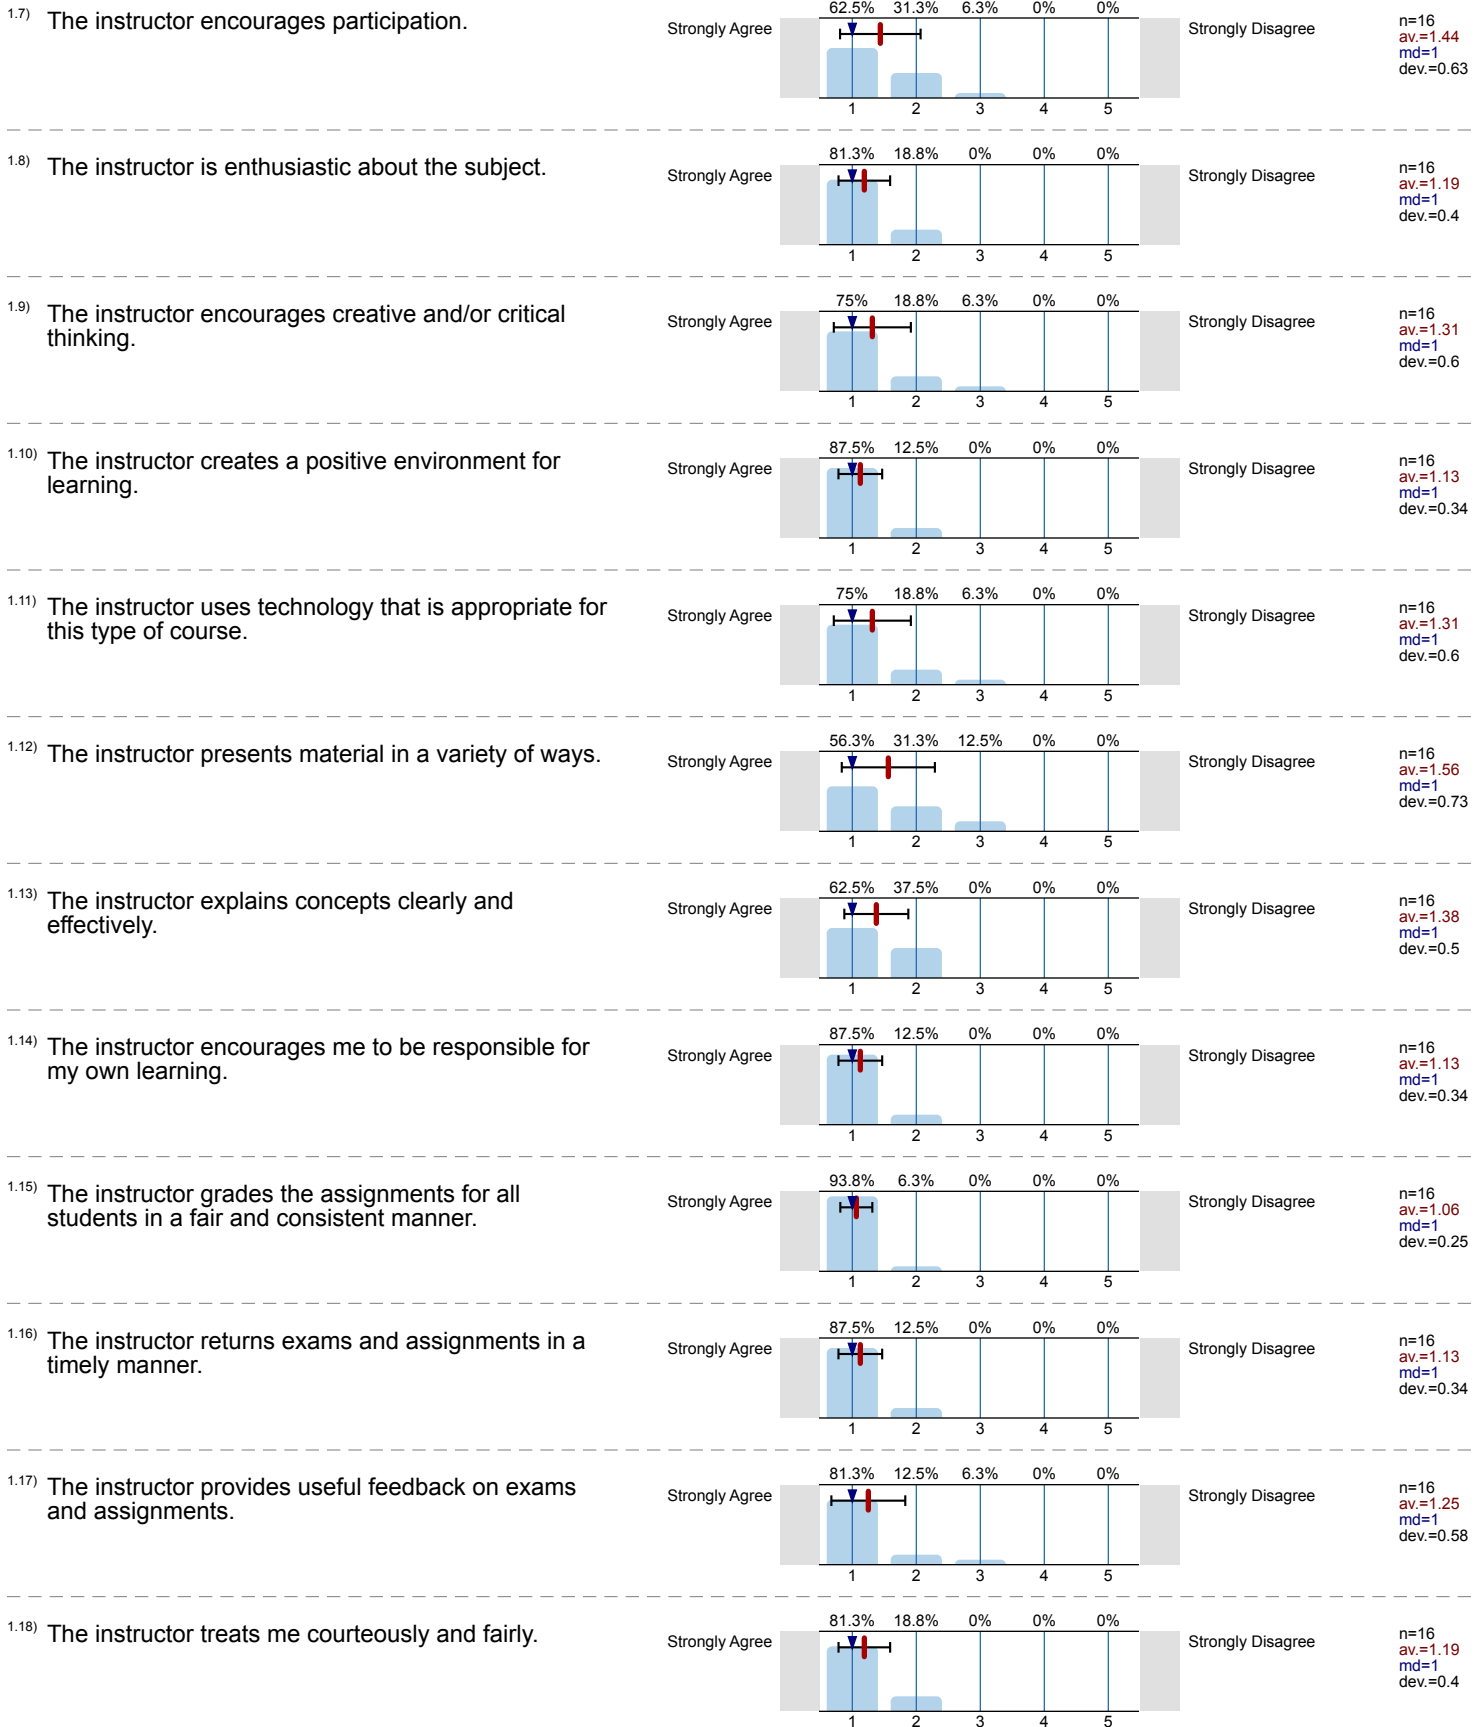 1.7) The instructor encourages participation.
Strongly Agree
62.5% 31.3% 6.3% 0% 0%
1 2 3 4 5
Strongly Disagree
n=16
av.=1.44
md=1
dev.=0.63
1.8) The instructor is enthusiastic about the subject.
Strongly Agree
81.3% 18.8% 0% 0% 0%
1 2 3 4 5
Strongly Disagree
n=16
av.=1.19
md=1
dev.=0.4
1.9) The instructor encourages creative and/or critical
thinking.
Strongly Agree
75% 18.8% 6.3% 0% 0%
1 2 3 4 5
Strongly Disagree
n=16
av.=1.31
md=1
dev.=0.6
1.10) The instructor creates a positive environment for
learning.
Strongly Agree
87.5% 12.5% 0% 0% 0%
1 2 3 4 5
Strongly Disagree
n=16
av.=1.13
md=1
dev.=0.34
1.11) The instructor uses technology that is appropriate for
this type of course.
Strongly Agree
75% 18.8% 6.3% 0% 0%
1 2 3 4 5
Strongly Disagree
n=16
av.=1.31
md=1
dev.=0.6
1.12) The instructor presents material in a variety of ways.
Strongly Agree
56.3% 31.3% 12.5% 0% 0%
1 2 3 4 5
Strongly Disagree
n=16
av.=1.56
md=1
dev.=0.73
1.13) The instructor explains concepts clearly and
effectively.
Strongly Agree
62.5% 37.5% 0% 0% 0%
1 2 3 4 5
Strongly Disagree
n=16
av.=1.38
md=1
dev.=0.5
1.14) The instructor encourages me to be responsible for
my own learning.
Strongly Agree
87.5% 12.5% 0% 0% 0%
1 2 3 4 5
Strongly Disagree
n=16
av.=1.13
md=1
dev.=0.34
1.15) The instructor grades the assignments for all
students in a fair and consistent manner.
Strongly Agree
93.8% 6.3% 0% 0% 0%
1 2 3 4 5
Strongly Disagree
n=16
av.=1.06
md=1
dev.=0.25
1.16) The instructor returns exams and assignments in a
timely manner.
Strongly Agree
87.5% 12.5% 0% 0% 0%
1 2 3 4 5
Strongly Disagree
n=16
av.=1.13
md=1
dev.=0.34
1.17) The instructor provides useful feedback on exams
and assignments.
Strongly Agree
81.3% 12.5% 6.3% 0% 0%
1 2 3 4 5
Strongly Disagree
n=16
av.=1.25
md=1
dev.=0.58
1.18) The instructor treats me courteously and fairly.
Strongly Agree
81.3% 18.8% 0% 0% 0%
1 2 3 4 5
Strongly Disagree
n=16
av.=1.19
md=1
dev.=0.4